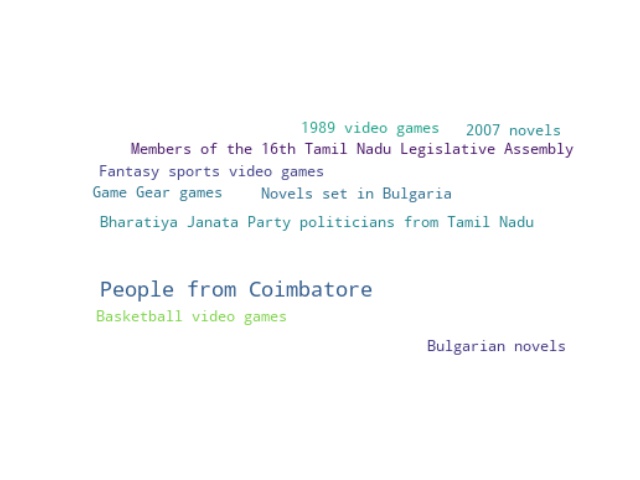 1989 video games
2007 novels
Members of the 16th Tamil Nadu Legislative Assembly
Fantasy sports video games
Game Gear games
Novels set in Bulgaria
Bharatiya Janata Party politicians from Tamil Nadu
People from Coimbatore
Basketball video games
Bulgarian novels